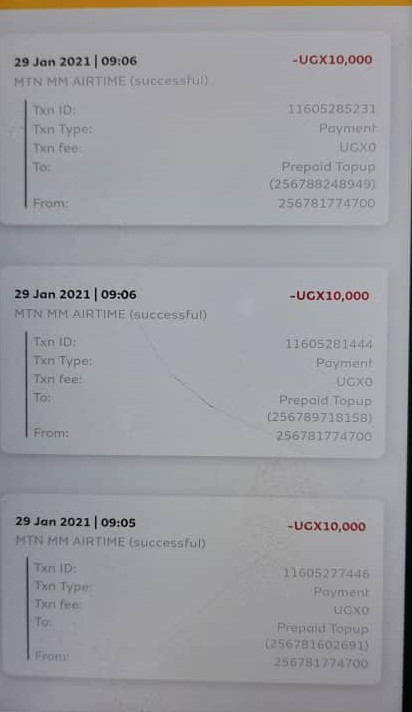 29 Jan 2021 | 09:06 -UGX10,000
MTN MM AIRTIME (successful)
Txn ID: 11605285231
Txn Type: Payment
Txn fee: UGX0
To: Prepaid Topup
(256788248949)
From: 256781774700
29 Jan 2021 | 09:06 -UGX10,000
MTN MM AIRTIME (successful)
Txn ID: 11605281444
Txn Type: Payment
Txn fee: UGX0
To: Prepaid Topup
(256789718158)
From: 256781774700
29 Jan 2021 | 09:05 -UGX10,000
MTN MM AIRTIME (successful)
Txn ID: 11605277446
Txn Type: Payment
Txn fee: UGX0
To: Prepaid Topup
(256781602691)
From: 256781774700